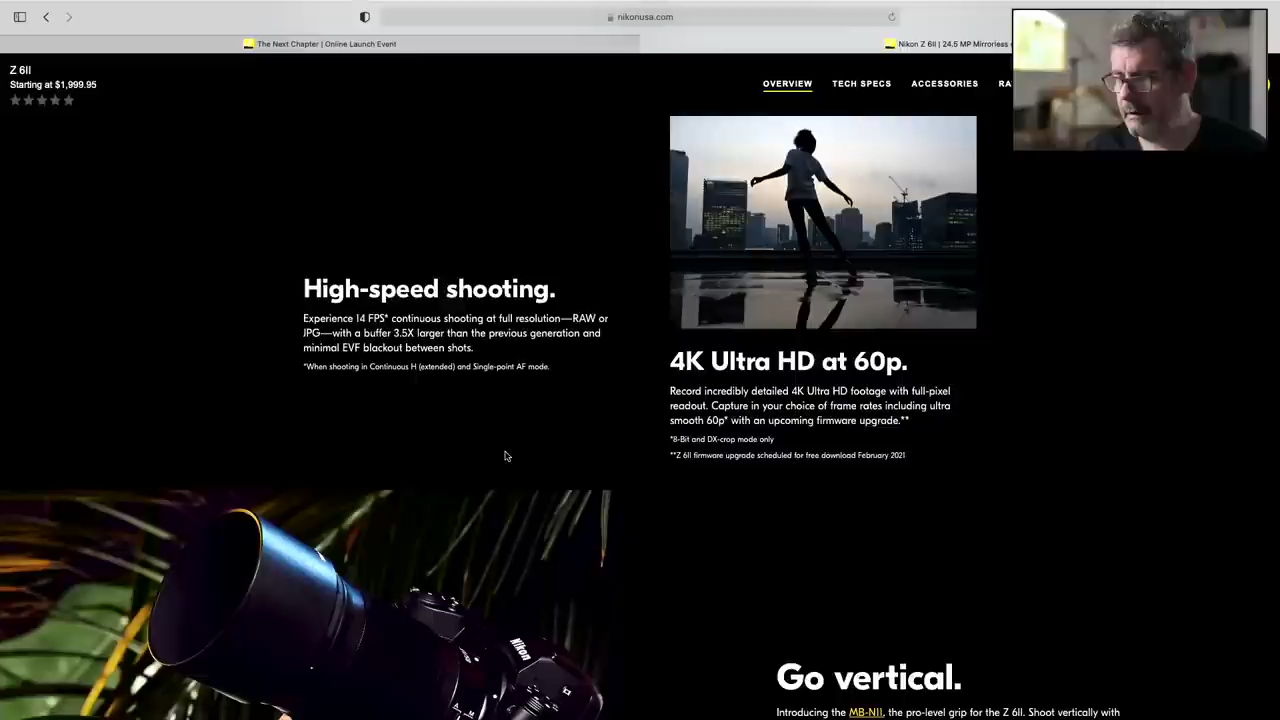 nikonusa.com
The Next Chapter | Online Launch Event
Nikon Z 6II | 24.5 MP Mirrorless
Z 6II
Starting at $1,999.95
OVERVIEW
TECH SPECS
ACCESSORIES
RA
High-speed shooting.
Experience 14 FPS* continuous shooting at full resolution—RAW or
JPG—with a buffer 3.5X larger than the previous generation and
minimal EVF blackout between shots.
*When shooting in Continuous H (extended) and Single-point AF mode.
4K Ultra HD at 60p.
Record incredibly detailed 4K Ultra HD footage with full-pixel
readout. Capture in your choice of frame rates including ultra
smooth 60p* with an upcoming firmware upgrade.**
*8-Bit and DX-crop mode only
**Z 6II firmware upgrade scheduled for free download February 2021
Nikon
Go vertical.
Introducing the MB-N11, the pro-level grip for the Z 6II. Shoot vertically with